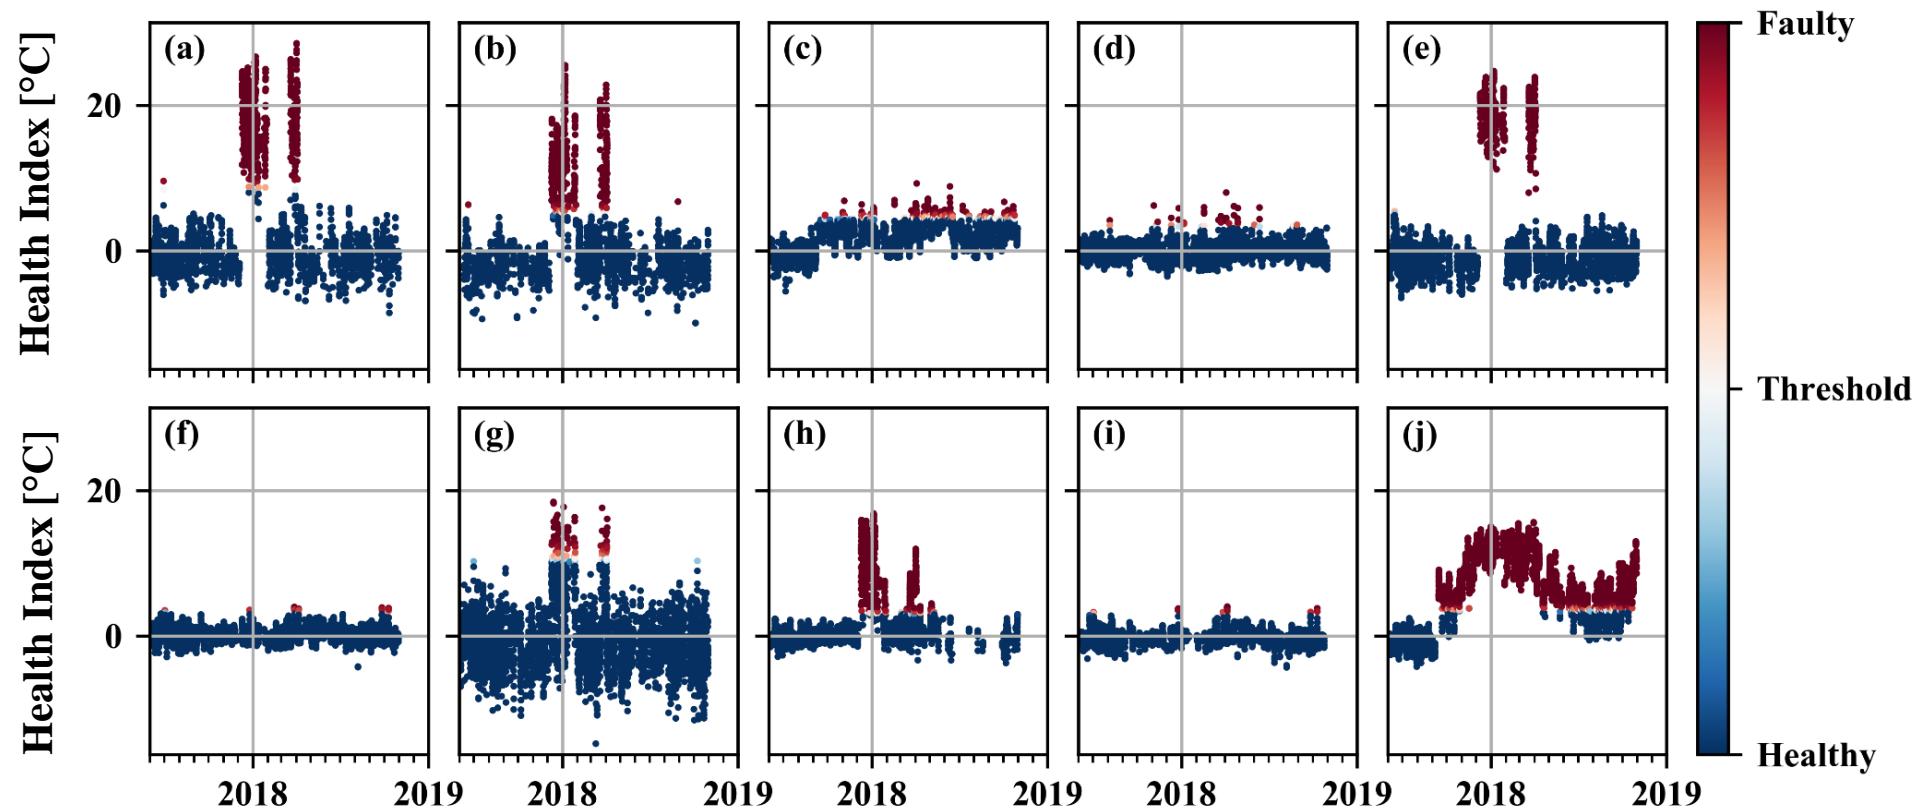 Health Index [°C]
20
0
(a)
(b)
(c)
(d)
(e)
Faulty
Threshold
Healthy
Health Index [°C]
20
0
(f)
(g)
(h)
(i)
(j)
2018 2019 2018 2019 2018 2019 2018 2019 2018 2019